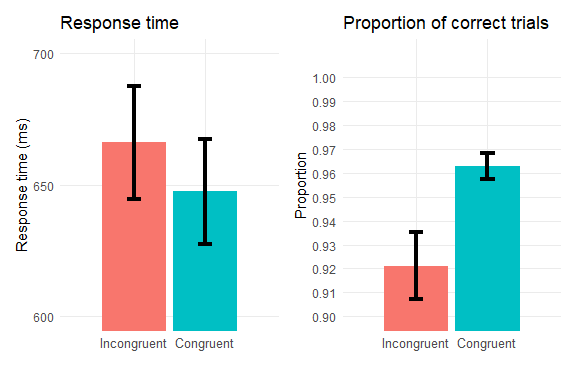 Response time
Response time (ms)
700
650
600
Incongruent Congruent
Proportion of correct trials
Proportion
1.00
0.99
0.98
0.97
0.96
0.95
0.94
0.93
0.92
0.91
0.90
Incongruent Congruent